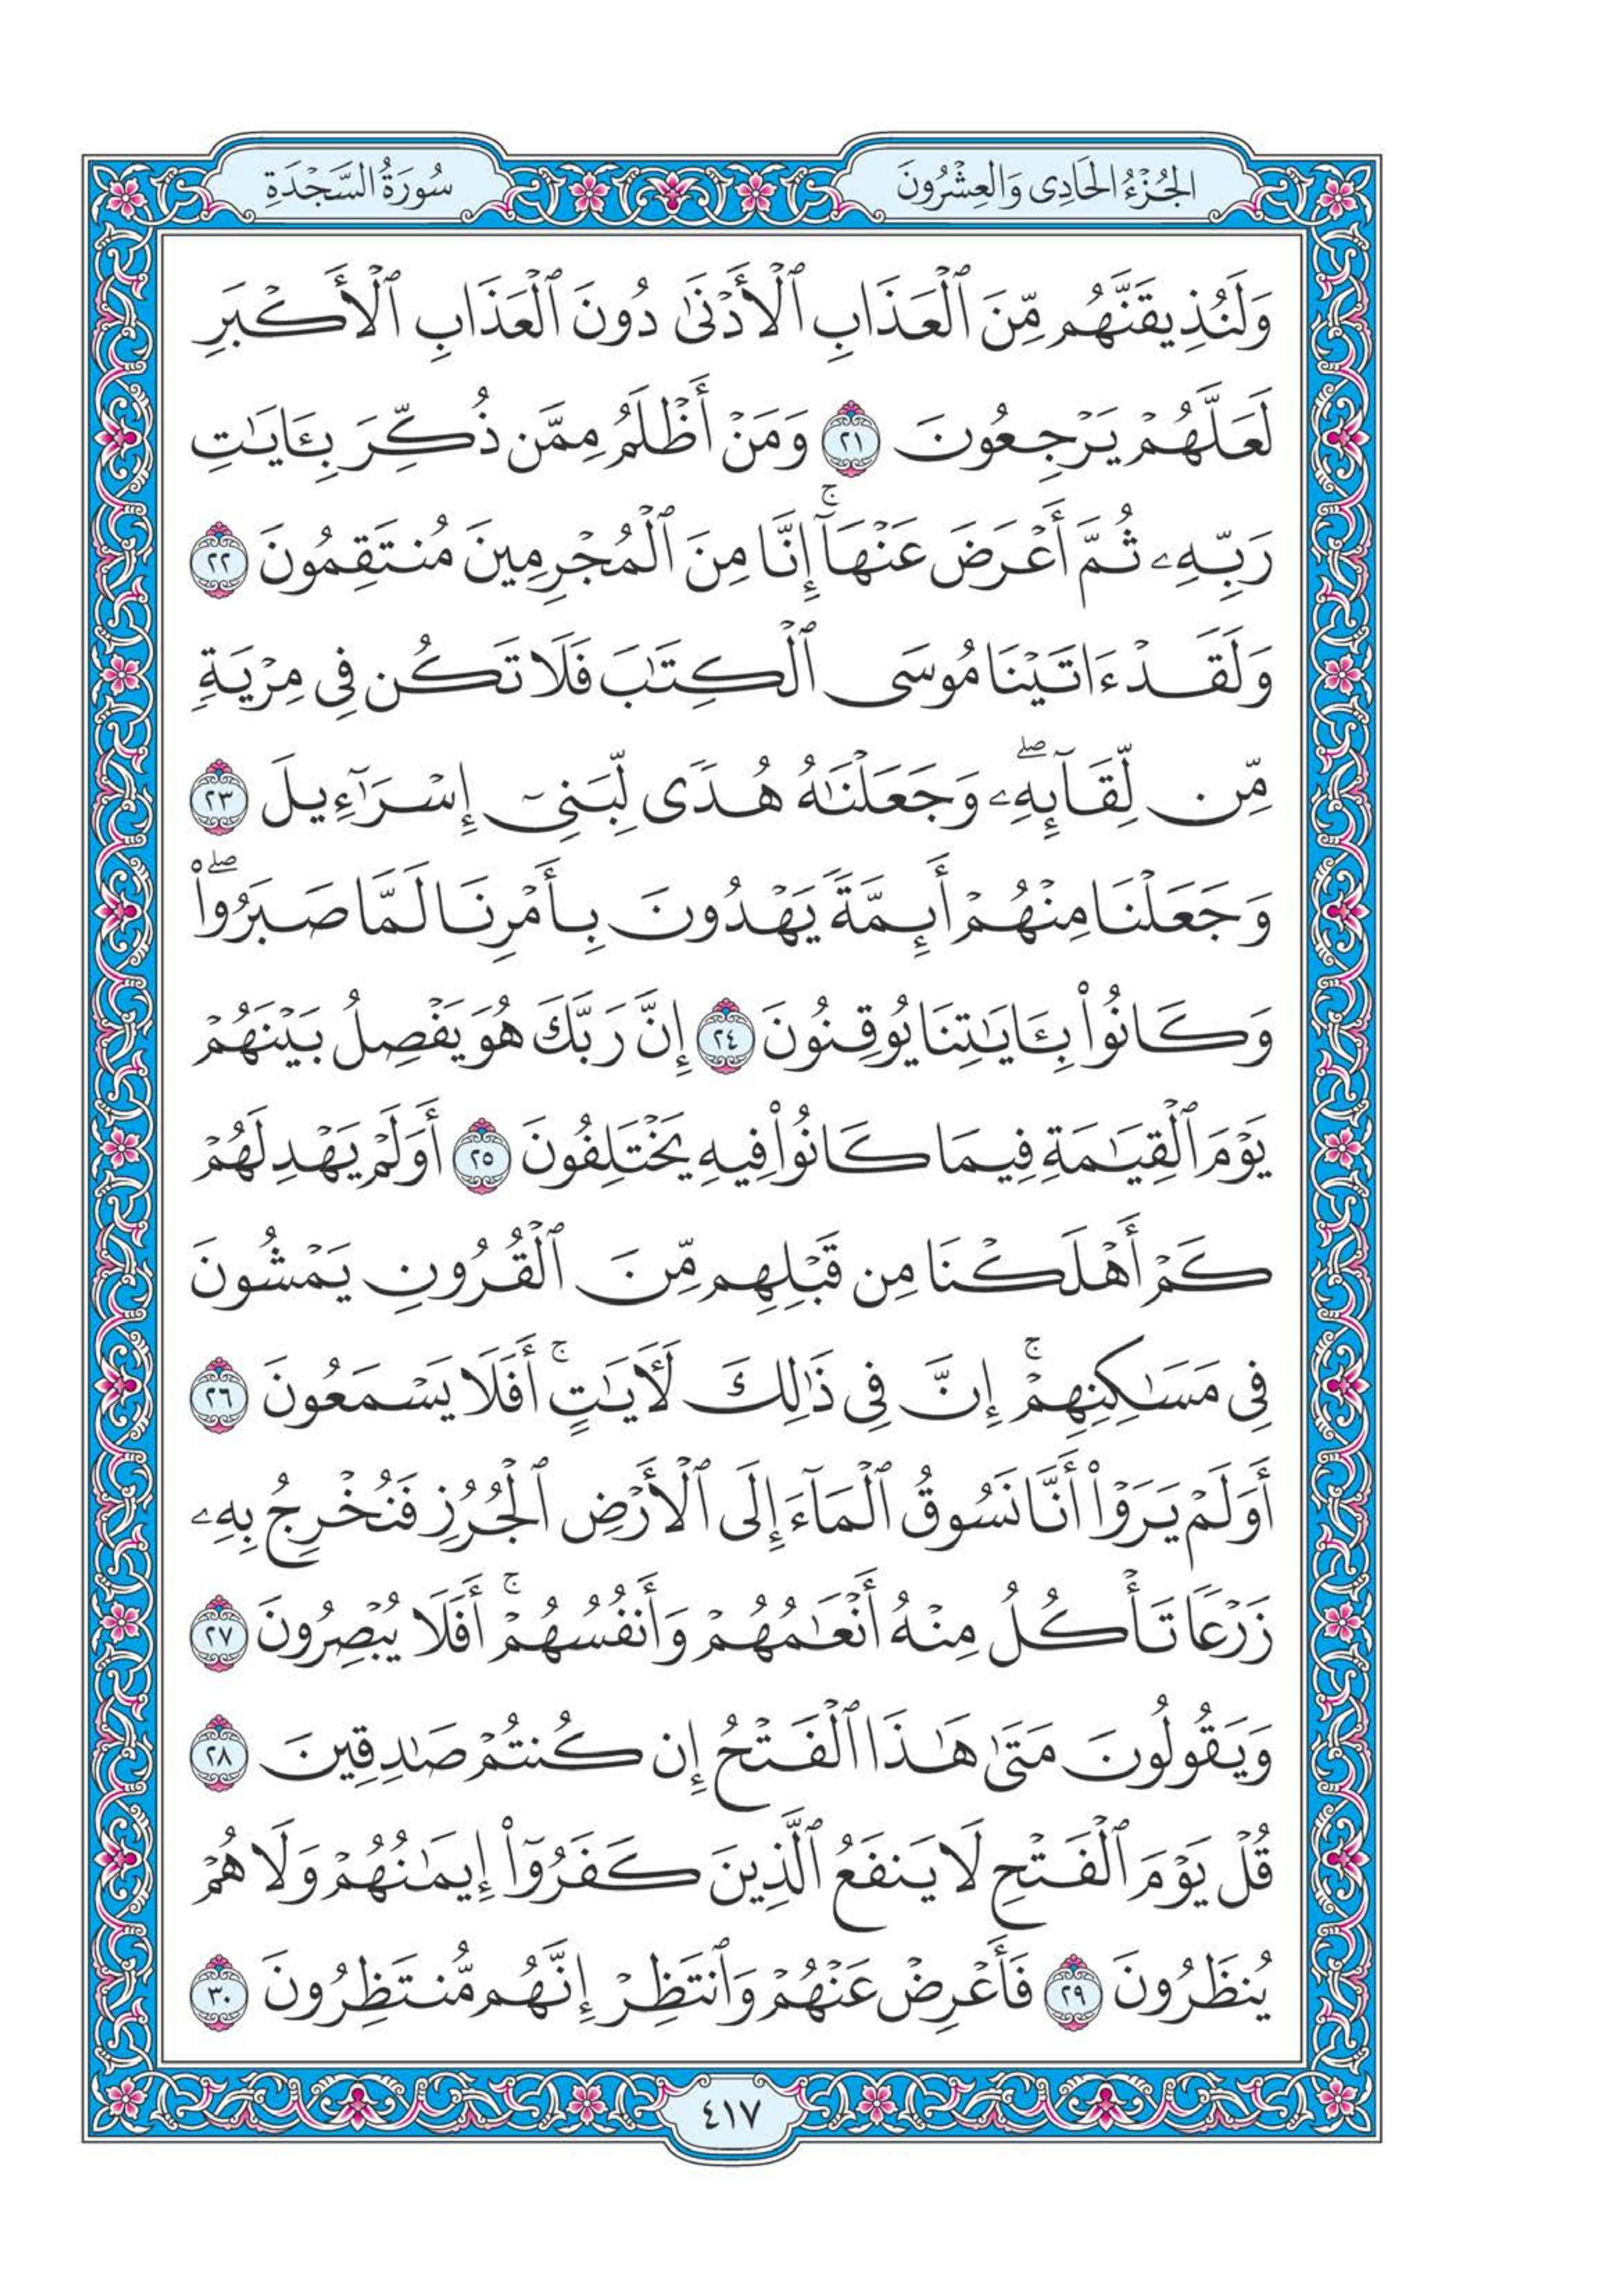 الجُزْءُ الحَادِى وَالعِشْرُونَ
سُورَةُ السَّجْدَةِ
وَلَنُذِيقَنَّهُم مِّنَ ٱلْعَذَابِ ٱلْأَدْنَىٰ دُونَ ٱلْعَذَابِ ٱلْأَكْبَرِ
لَعَلَّهُمْ يَرْجِعُونَ ٢١ وَمَنْ أَظْلَمُ مِمَّن ذُكِّرَ بِـَٔايَـٰتِ
رَبِّهِۦ ثُمَّ أَعْرَضَ عَنْهَآ ۚ إِنَّا مِنَ ٱلْمُجْرِمِينَ مُنتَقِمُونَ ٢٢
وَلَقَدْ ءَاتَيْنَا مُوسَى ٱلْكِتَـٰبَ فَلَا تَكُن فِى مِرْيَةٍ
مِّن لِّقَآئِهِۦ ۖ وَجَعَلْنَـٰهُ هُدًى لِّبَنِىٓ إِسْرَـٰٓءِيلَ ٢٣
وَجَعَلْنَا مِنْهُمْ أَئِمَّةً يَهْدُونَ بِأَمْرِنَا لَمَّا صَبَرُوا۟ ۖ
وَكَانُوا۟ بِـَٔايَـٰتِنَا يُوقِنُونَ ٢٤ إِنَّ رَبَّكَ هُوَ يَفْصِلُ بَيْنَهُمْ
يَوْمَ ٱلْقِيَـٰمَةِ فِيمَا كَانُوا۟ فِيهِ يَخْتَلِفُونَ ٢٥ أَوَلَمْ يَهْدِ لَهُمْ
كَمْ أَهْلَكْنَا مِن قَبْلِهِم مِّنَ ٱلْقُرُونِ يَمْشُونَ
فِى مَسَـٰكِنِهِمْ ۚ إِنَّ فِى ذَٰلِكَ لَـَٔايَـٰتٍ ۚ أَفَلَا يَسْمَعُونَ ٢٦
أَوَلَمْ يَرَوْا۟ أَنَّا نَسُوقُ ٱلْمَآءَ إِلَى ٱلْأَرْضِ ٱلْجُرُزِ فَنُخْرِجُ بِهِۦ
زَرْعًا تَأْكُلُ مِنْهُ أَنْعَـٰمُهُمْ وَأَنفُسُهُمْ ۚ أَفَلَا يُبْصِرُونَ ٢٧
وَيَقُولُونَ مَتَىٰ هَـٰذَا ٱلْفَتْحُ إِن كُنتُمْ صَـٰدِقِينَ ٢٨
قُلْ يَوْمَ ٱلْفَتْحِ لَا يَنفَعُ ٱلَّذِينَ كَفَرُوٓا۟ إِيمَـٰنُهُمْ وَلَا هُمْ
يُنظَرُونَ ٢٩ فَأَعْرِضْ عَنْهُمْ وَٱنتَظِرْ إِنَّهُم مُّنتَظِرُونَ ٣٠
٤١٧